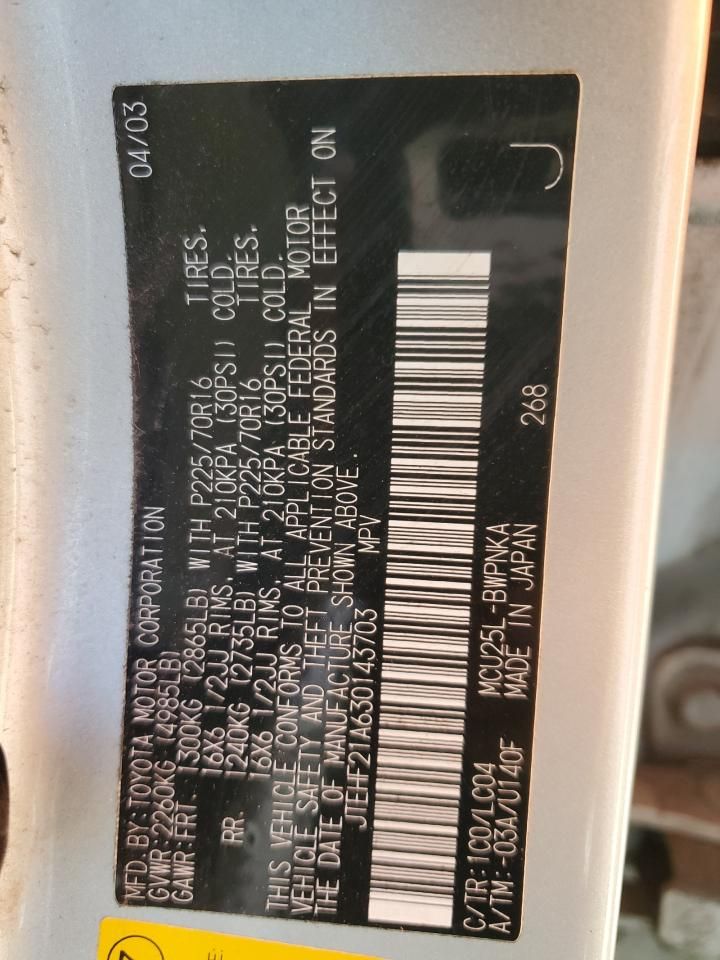 MFD. BY: TOYOTA MOTOR CORPORATION 04/03
GVWR: 2260KG (4985LB)
GAWR: FRT. 1300KG (2865LB) WITH P225/70R16 TIRES,
16X6 1/2JJ RIMS, AT 210KPA (30PSI) COLD.
RR. 1240KG (2735LB) WITH P225/70R16 TIRES,
16X6 1/2JJ RIMS, AT 210KPA (30PSI) COLD.
THIS VEHICLE CONFORMS TO ALL APPLICABLE FEDERAL MOTOR
VEHICLE SAFETY AND THEFT PREVENTION STANDARDS IN EFFECT ON
THE DATE OF MANUFACTURE SHOWN ABOVE.
JTEHF21A630143703 MPV
C/TR: 1C0/LC04 MCU25L-BWPNKA
A/TM: -03A/U140F MADE IN JAPAN 268 J